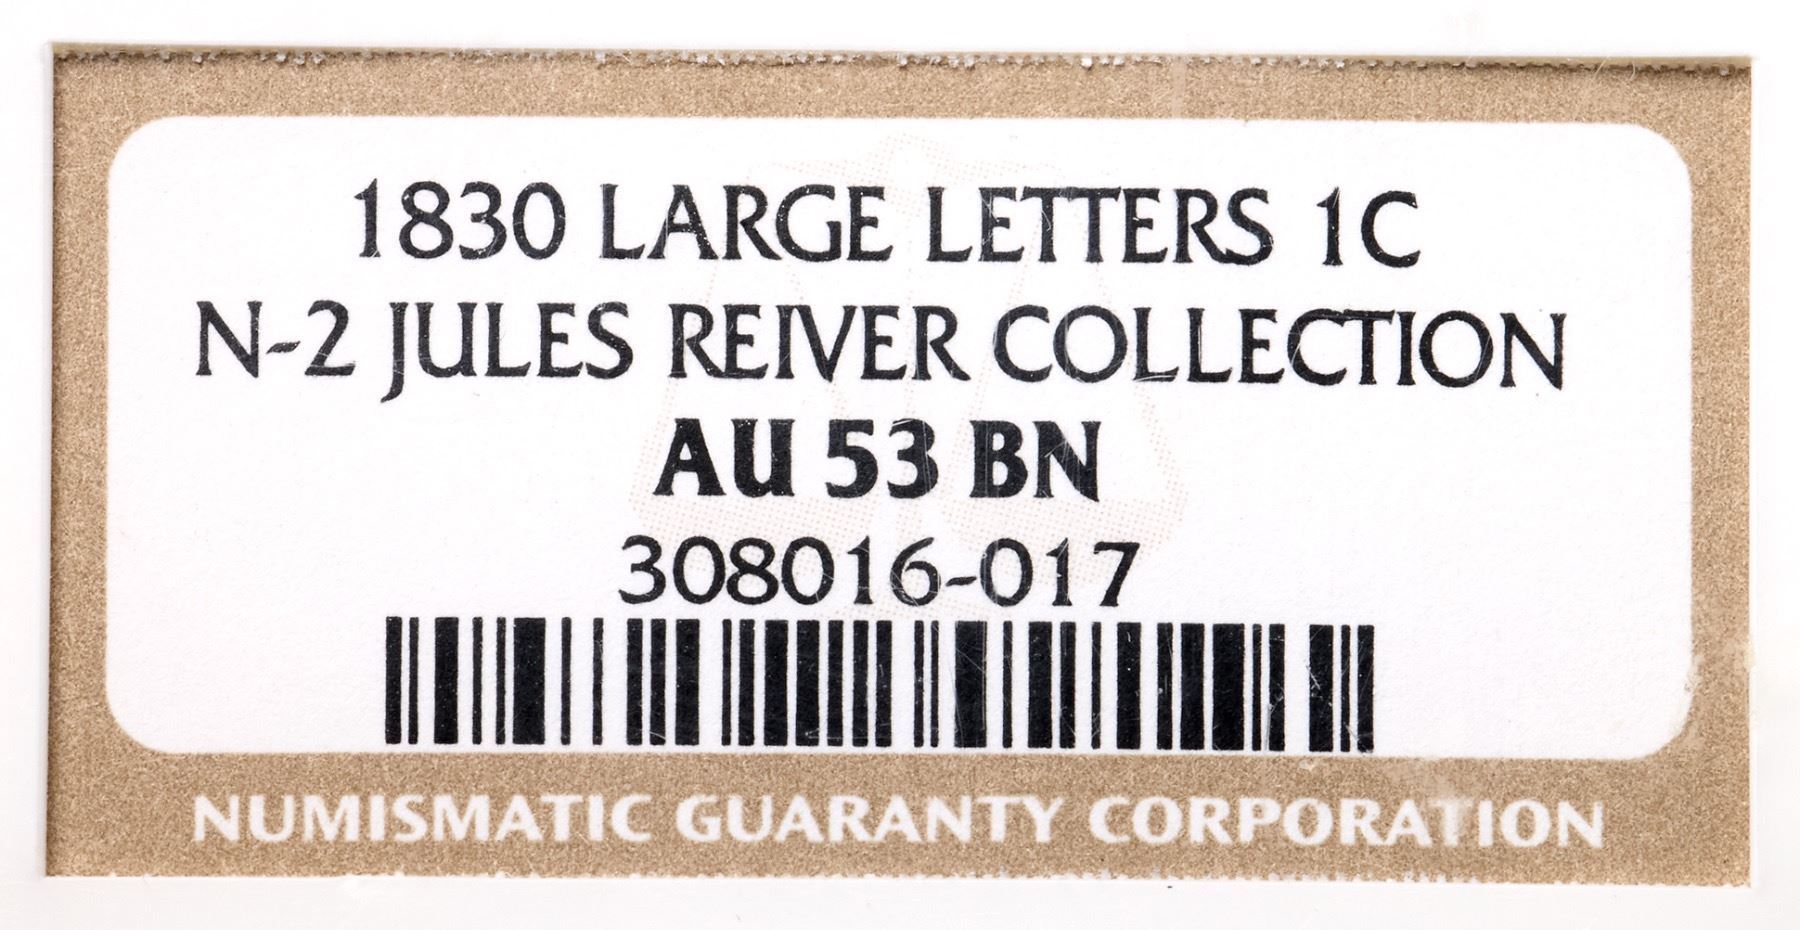 1830 LARGE LETTERS 1C
N-2 JULES REIVER COLLECTION
AU 53 BN
308016-017
NUMISMATIC GUARANTY CORPORATION